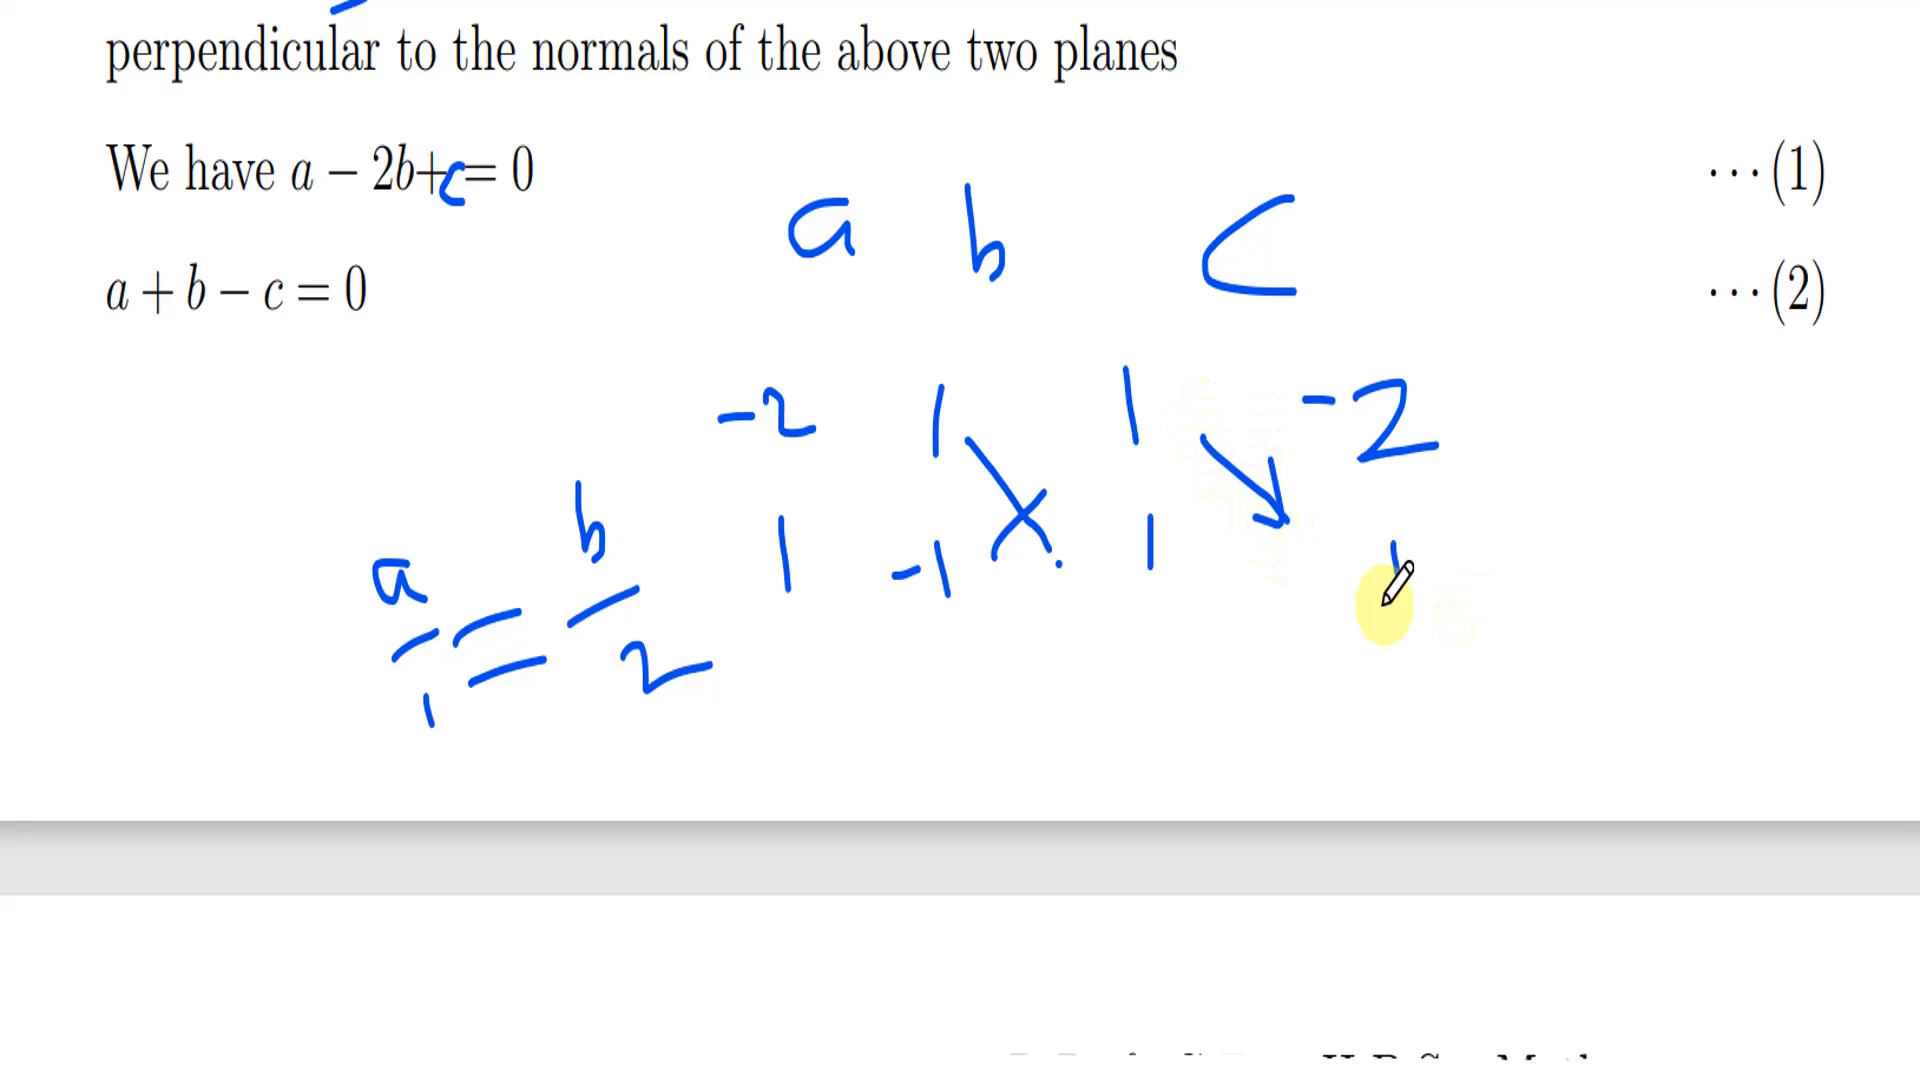 perpendicular to the normals of the above two planes
We have a − 2b+c= 0 ⋯(1)
a + b − c = 0 ⋯(2)
a b c
-2 1 1 -2
1 -1 1 1
a/1 = b/2